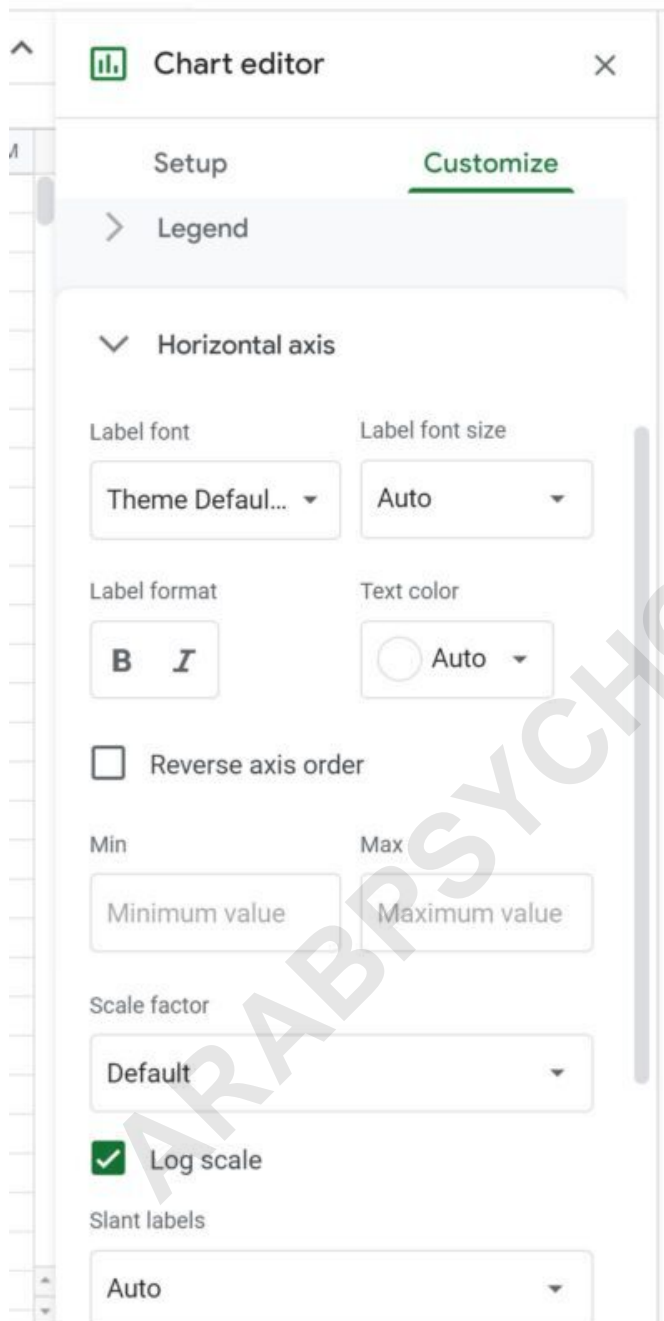 Chart editor
M
Setup Customize
Legend
Horizontal axis
Label font Label font size
Theme Defaul... Auto
Label format Text color
B I Auto
Reverse axis order
Min Max
Minimum value Maximum value
Scale factor
Default
Log scale
Slant labels
Auto
ARABPSYCHO